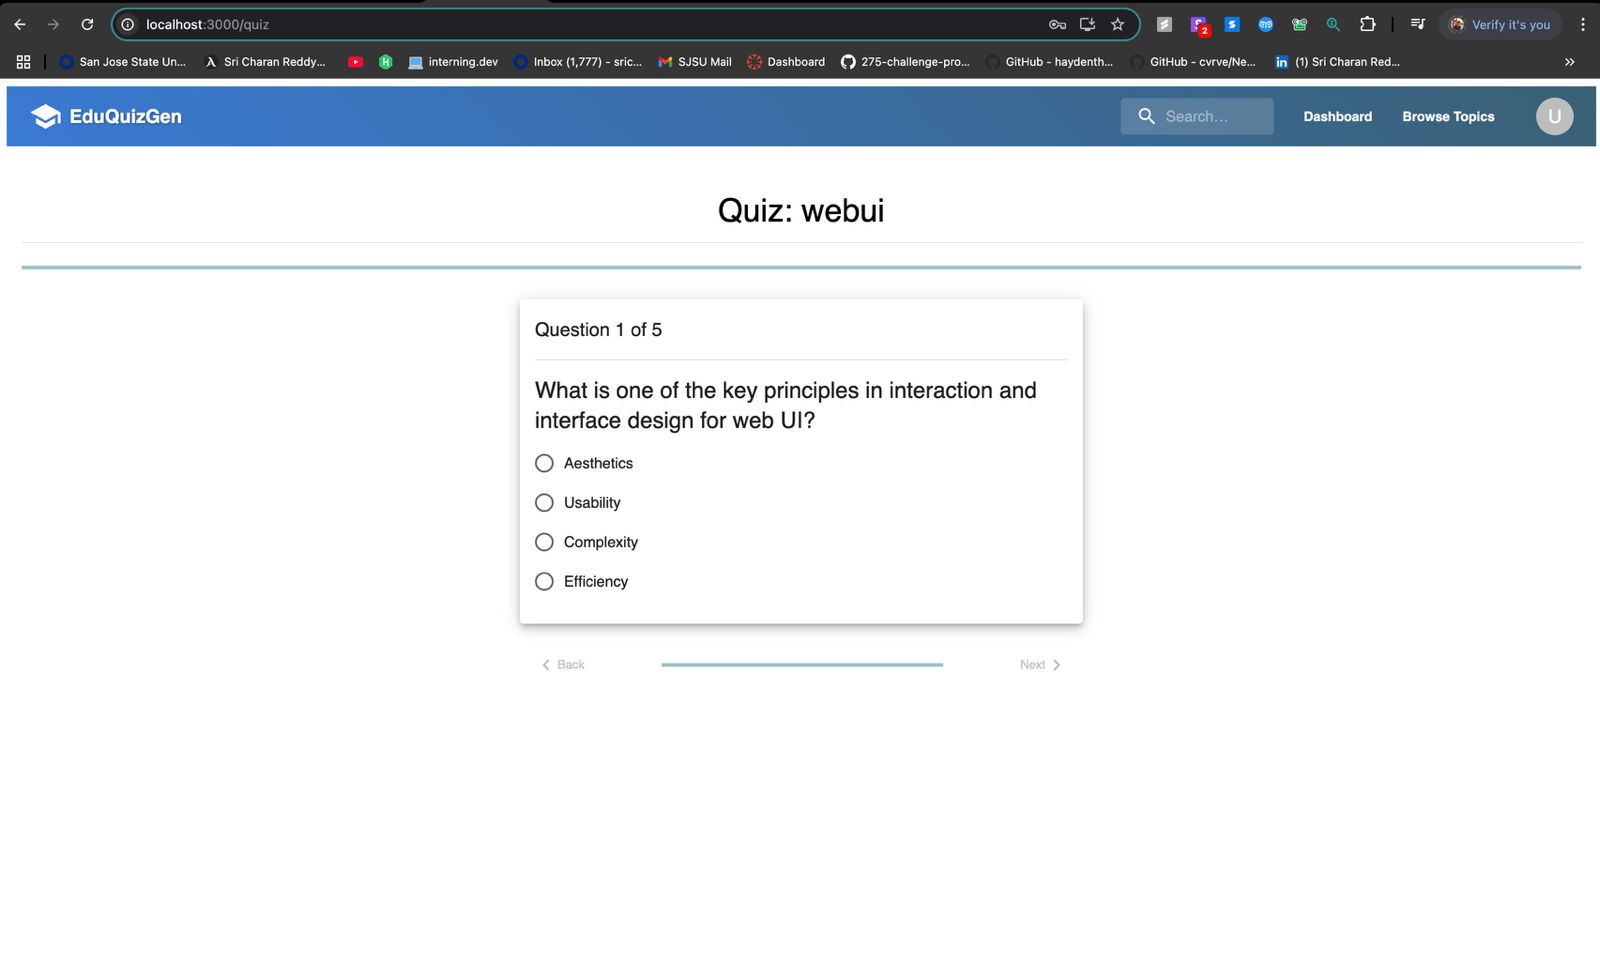 localhost:3000/quiz
2
Verify it's you
San Jose State Un...
Sri Charan Reddy...
interning.dev
Inbox (1,777) - sric...
SJSU Mail
Dashboard
275-challenge-pro...
GitHub - haydenth...
GitHub - cvrve/Ne...
(1) Sri Charan Red...
EduQuizGen
Search...
Dashboard
Browse Topics
U
Quiz: webui
Question 1 of 5
What is one of the key principles in interaction and
interface design for web UI?
Aesthetics
Usability
Complexity
Efficiency
Back
Next